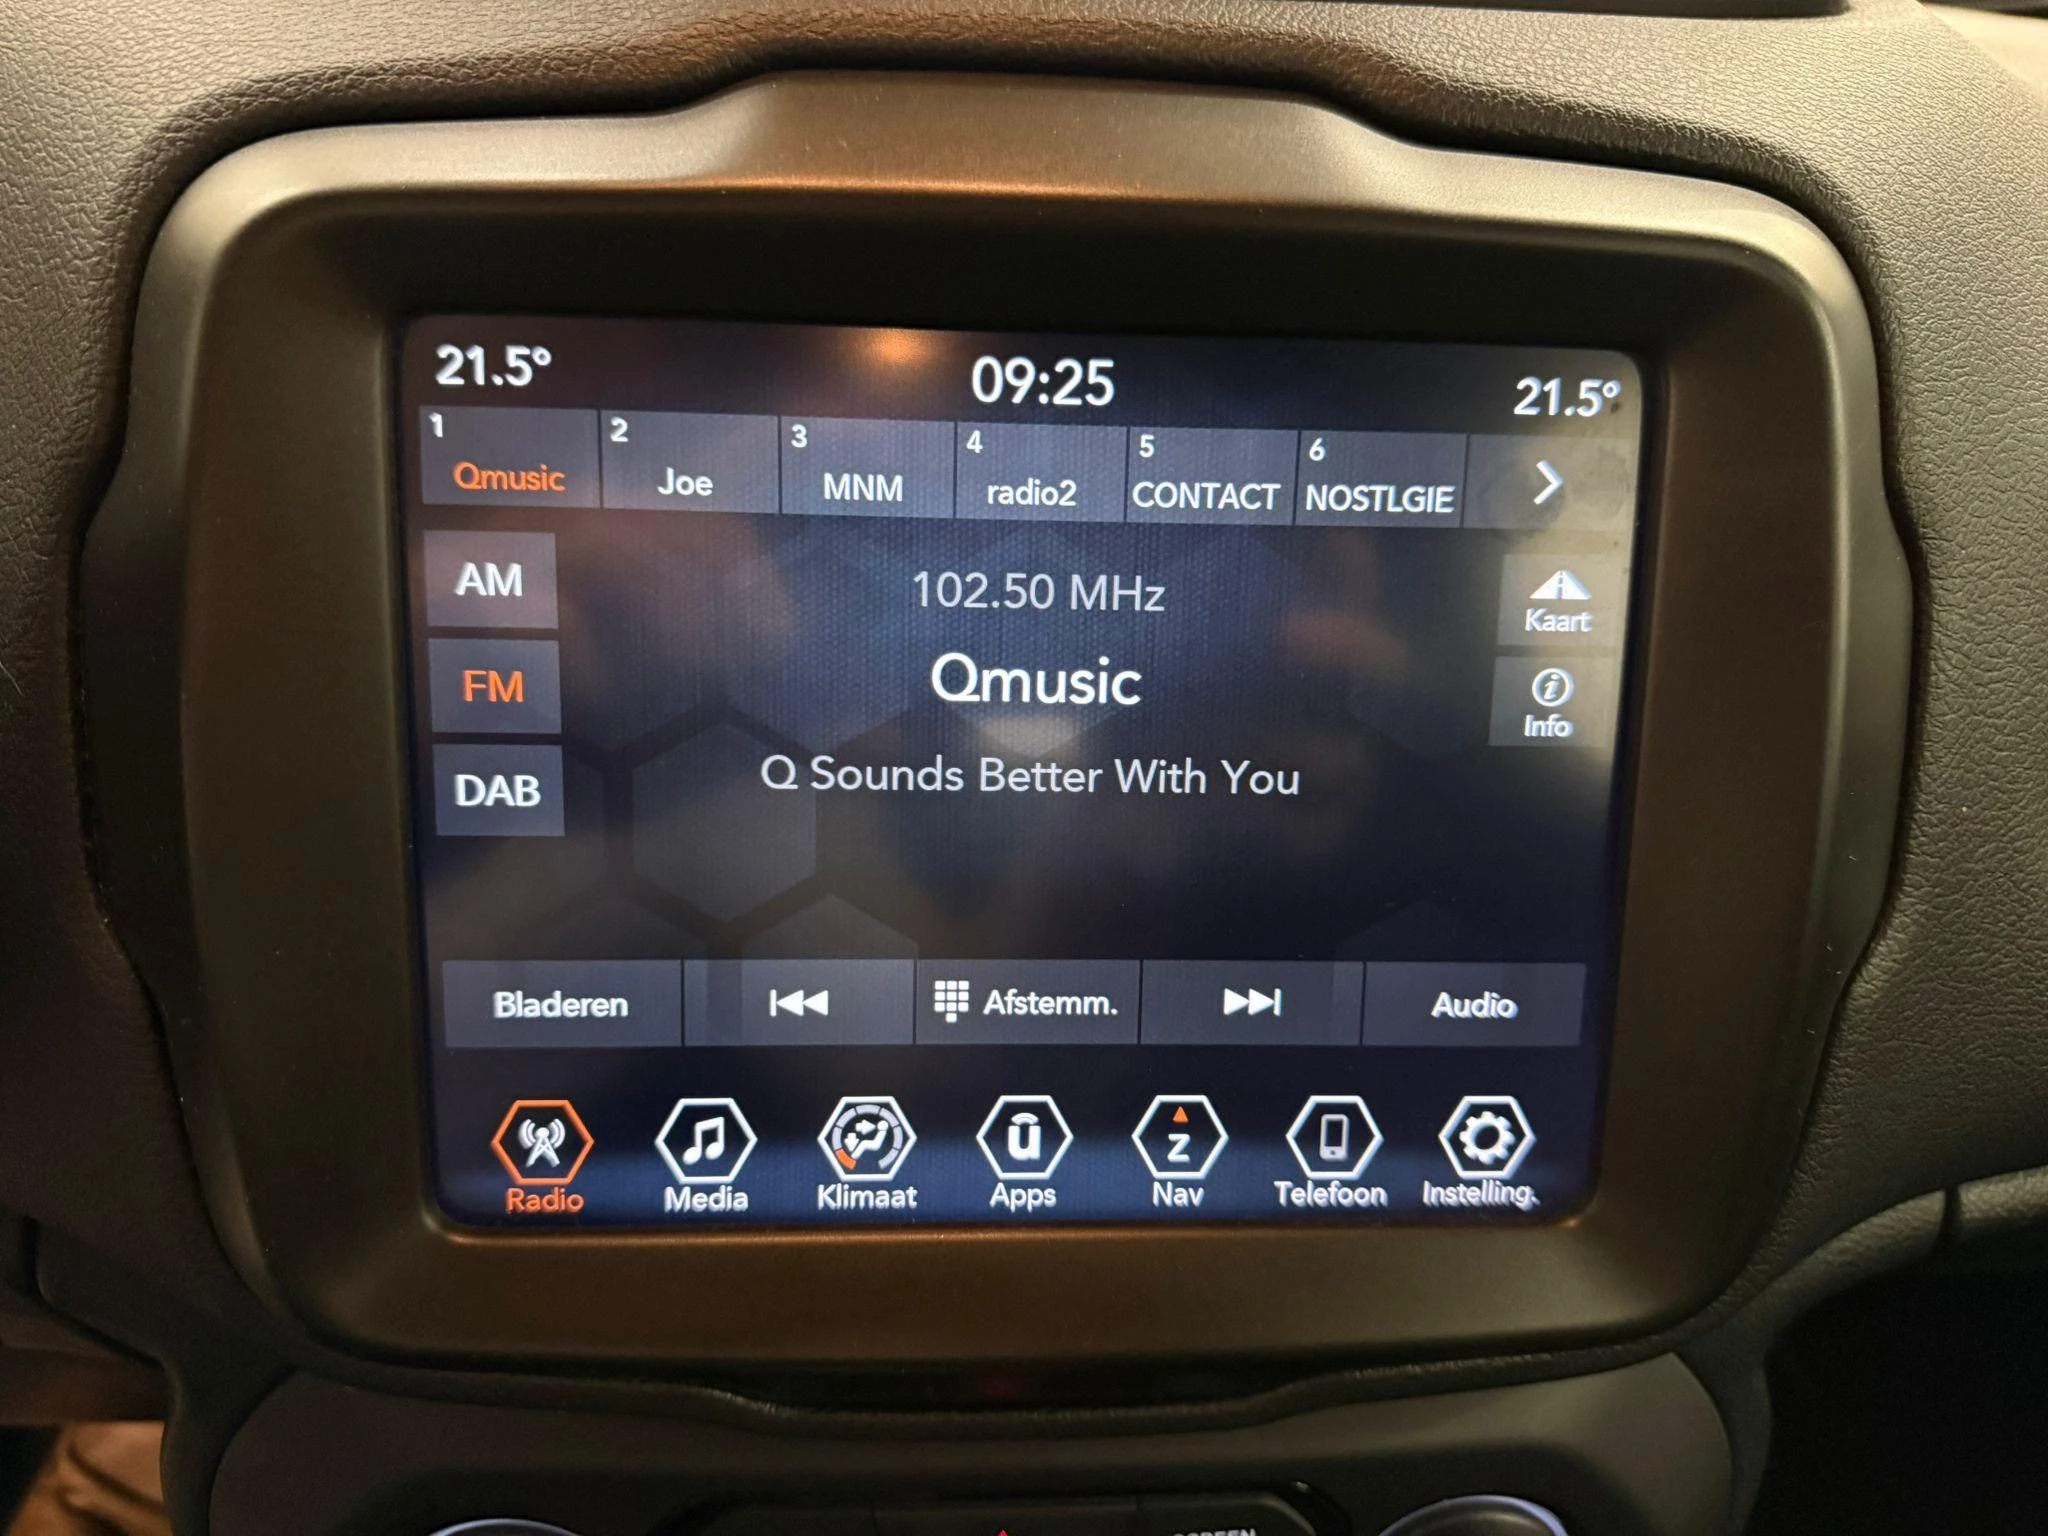 21.5° 09:25 21.5°
1 2 3 4 5 6
Qmusic Joe MNM radio2 CONTACT NOSTLGIE
AM
102.50 MHz
Kaart
FM
Qmusic
Info
DAB
Q Sounds Better With You
Bladeren Afstemm. Audio
Radio Media Klimaat Apps Nav Telefoon Instelling.
SCREEN